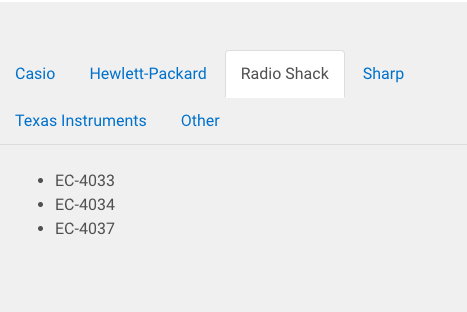 Casio Hewlett-Packard Radio Shack Sharp
Texas Instruments Other
EC-4033
EC-4034
EC-4037